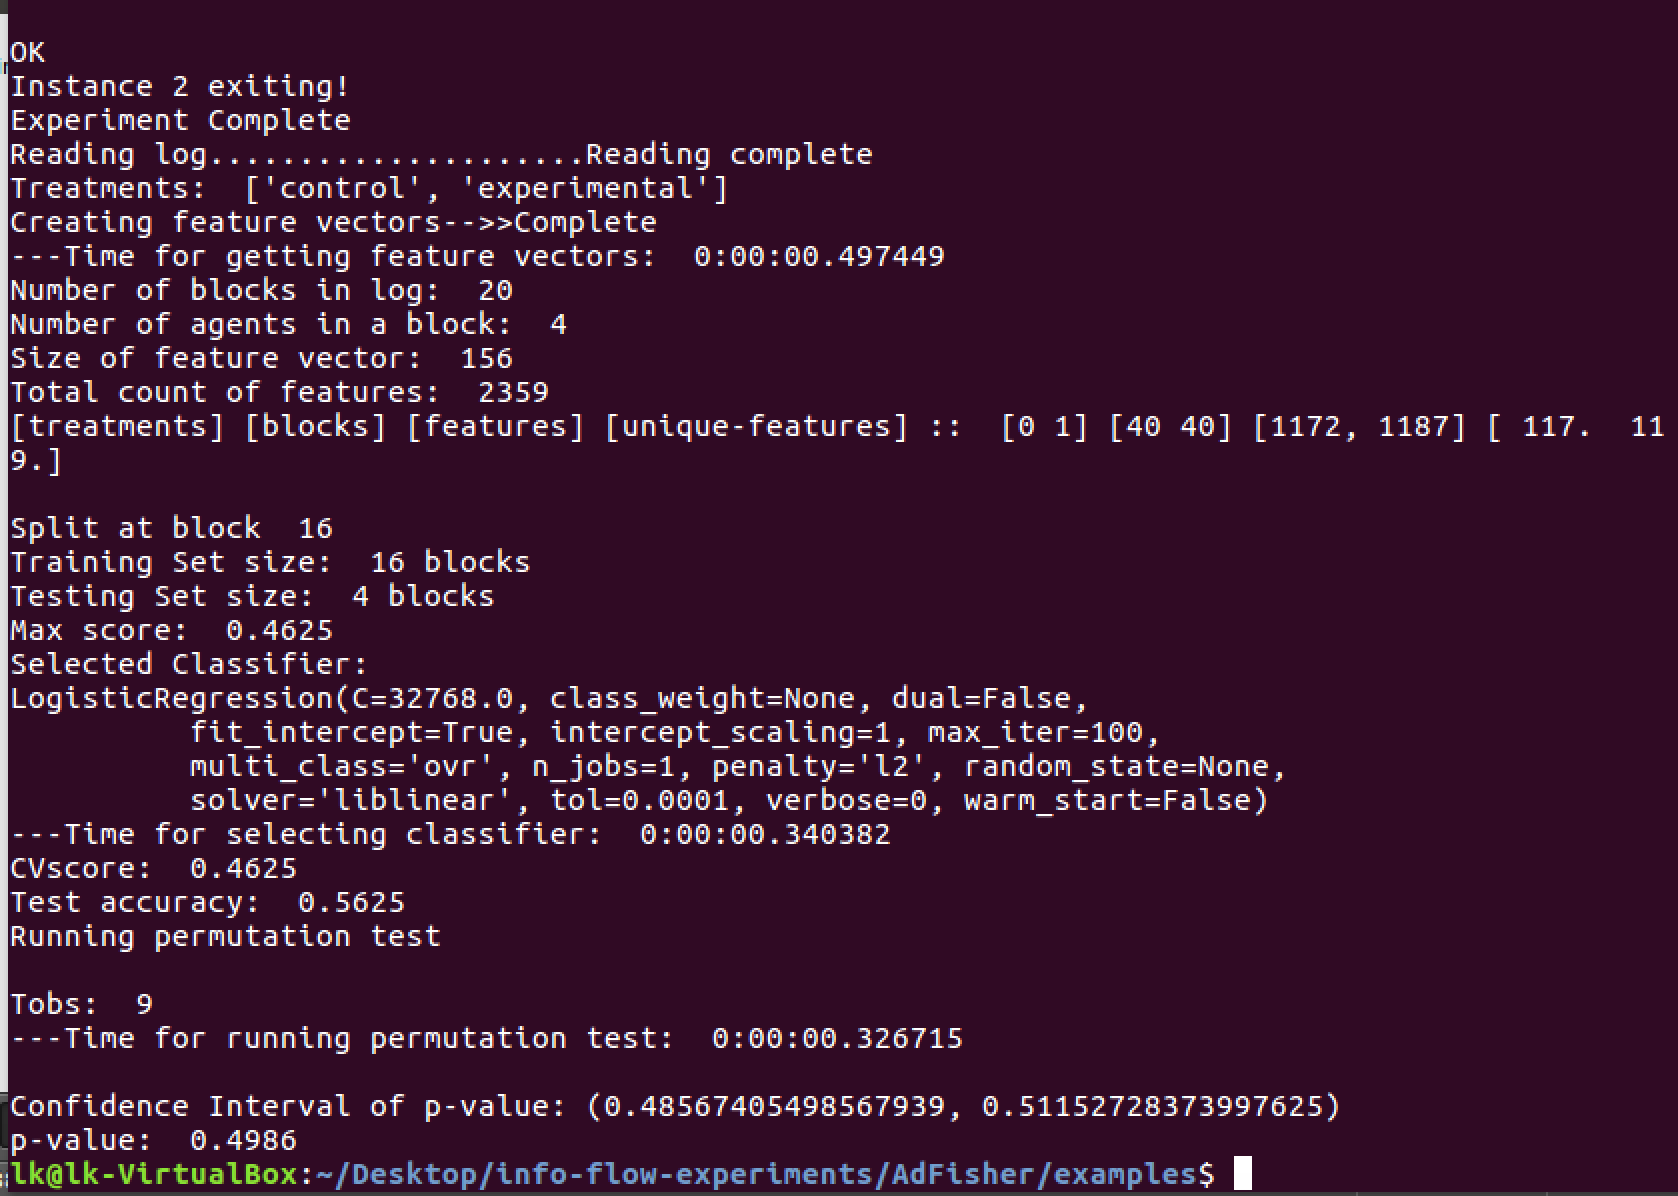 OK
Instance 2 exiting!
Experiment Complete
Reading log.....................Reading complete
Treatments:  ['control', 'experimental']
Creating feature vectors-->>Complete
---Time for getting feature vectors:  0:00:00.497449
Number of blocks in log:  20
Number of agents in a block:  4
Size of feature vector:  156
Total count of features:  2359
[treatments] [blocks] [features] [unique-features] ::  [0 1] [40 40] [1172, 1187] [ 117.  11
9.]
Split at block  16
Training Set size:  16 blocks
Testing Set size:  4 blocks
Max score:  0.4625
Selected Classifier:
LogisticRegression(C=32768.0, class_weight=None, dual=False,
          fit_intercept=True, intercept_scaling=1, max_iter=100,
          multi_class='ovr', n_jobs=1, penalty='l2', random_state=None,
          solver='liblinear', tol=0.0001, verbose=0, warm_start=False)
---Time for selecting classifier:  0:00:00.340382
CVscore:  0.4625
Test accuracy:  0.5625
Running permutation test
Tobs:  9
---Time for running permutation test:  0:00:00.326715
Confidence Interval of p-value: (0.48567405498567939, 0.51152728373997625)
p-value:  0.4986
lk@lk-VirtualBox:~/Desktop/info-flow-experiments/AdFisher/examples$